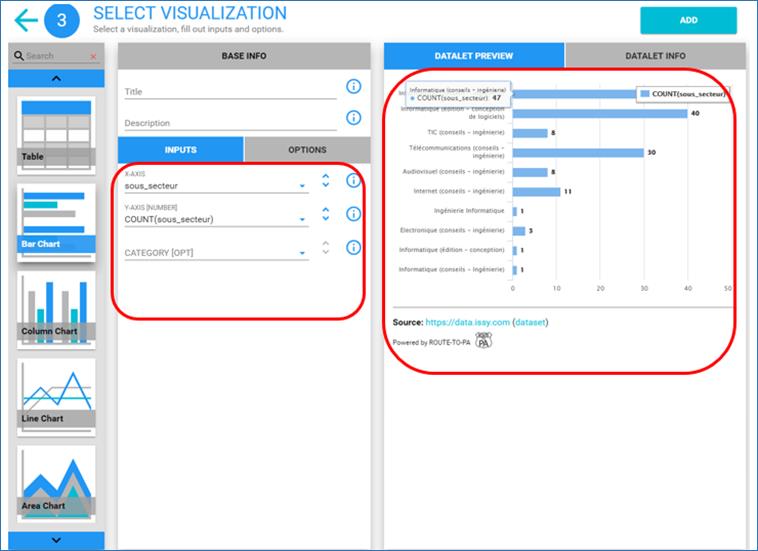 3
SELECT VISUALIZATION
Select a visualization, fill out inputs and options.
ADD
Search
Table
Bar Chart
Column Chart
Line Chart
Area Chart
BASE INFO
Title
Description
INPUTS
OPTIONS
X-AXIS
sous_secteur
Y-AXIS [NUMBER]
COUNT(sous_secteur)
CATEGORY [OPT]
DATALET PREVIEW
DATALET INFO
Informatique (conseils - ingénierie)
COUNT(sous_secteur): 47
COUNT(sous_secteur)
Informatique (édition - conception
de logiciels)
40
TIC (conseils - ingénierie)
8
Télécommunications (conseils -
ingénierie)
30
Audiovisuel (conseils - ingénierie)
8
Internet (conseils - ingénierie)
11
Ingénierie Informatique
1
Electronique (conseils - ingénierie)
3
Informatique (édition - conception)
1
Informatique (conseils - Ingénierie)
1
0
10
20
30
40
50
Source: https://data.issy.com (dataset)
Powered by ROUTE-TO-PA
PA